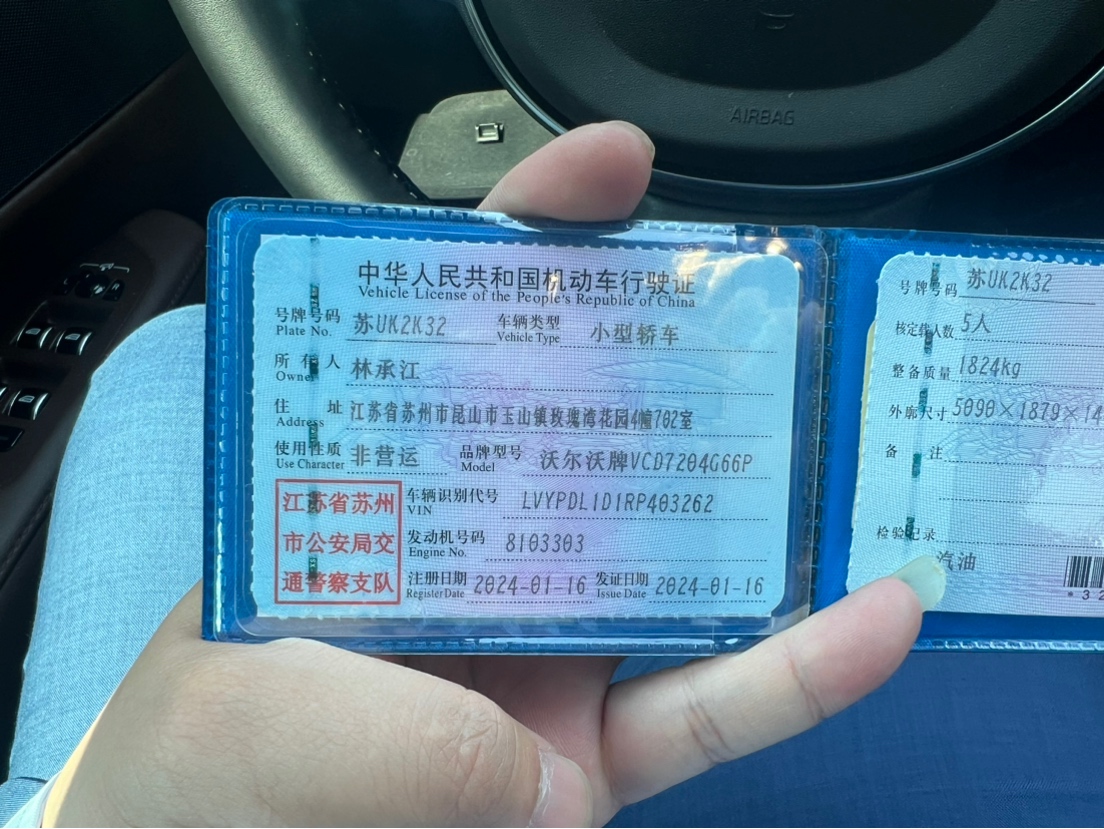 AIRBAG
中华人民共和国机动车行驶证
Vehicle License of the People's Republic of China
号牌号码 苏UK2K32 车辆类型 小型轿车
Plate No. Vehicle Type
所有人 林承江
Owner
住址 江苏省苏州市昆山市玉山镇玫瑰湾花园4幢702室
Address
使用性质 非营运 品牌型号 沃尔沃牌VCD7204G66P
Use Character Model
江苏省苏州
市公安局交
通警察支队
车辆识别代号 LVYPDL1D1RP403262
VIN
发动机号码 8103303
Engine No.
注册日期 2024-01-16 发证日期 2024-01-16
Register Date Issue Date
号牌号码 苏UK2K32
核定载人数 5人
整备质量 1824kg
外廓尺寸 5090×1879×14
备注
检验记录
汽油
*32